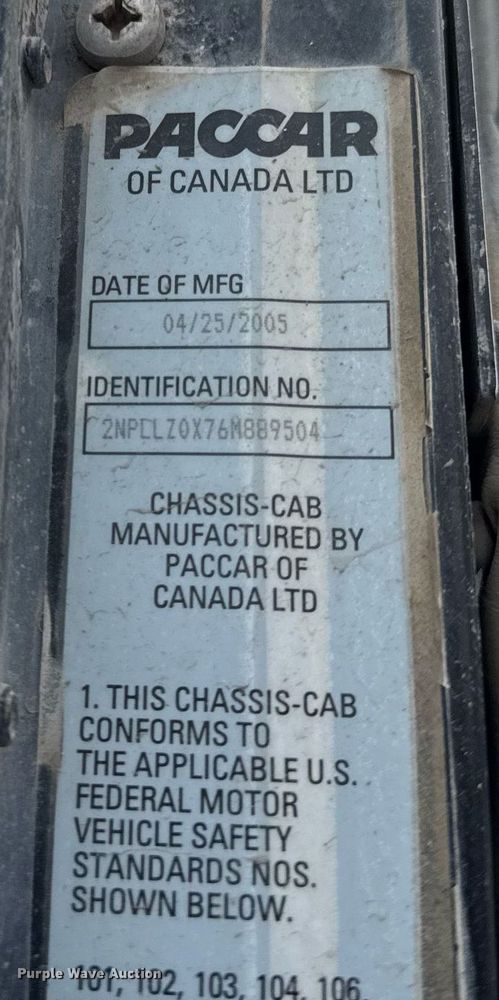 PACCAR
OF CANADA LTD
DATE OF MFG
04/25/2005
IDENTIFICATION NO.
2NPLLZ0X76M889504
CHASSIS-CAB
MANUFACTURED BY
PACCAR OF
CANADA LTD
1. THIS CHASSIS-CAB
CONFORMS TO
THE APPLICABLE U.S.
FEDERAL MOTOR
VEHICLE SAFETY
STANDARDS NOS.
SHOWN BELOW.
101, 102, 103, 104, 106,
Purple Wave Auction